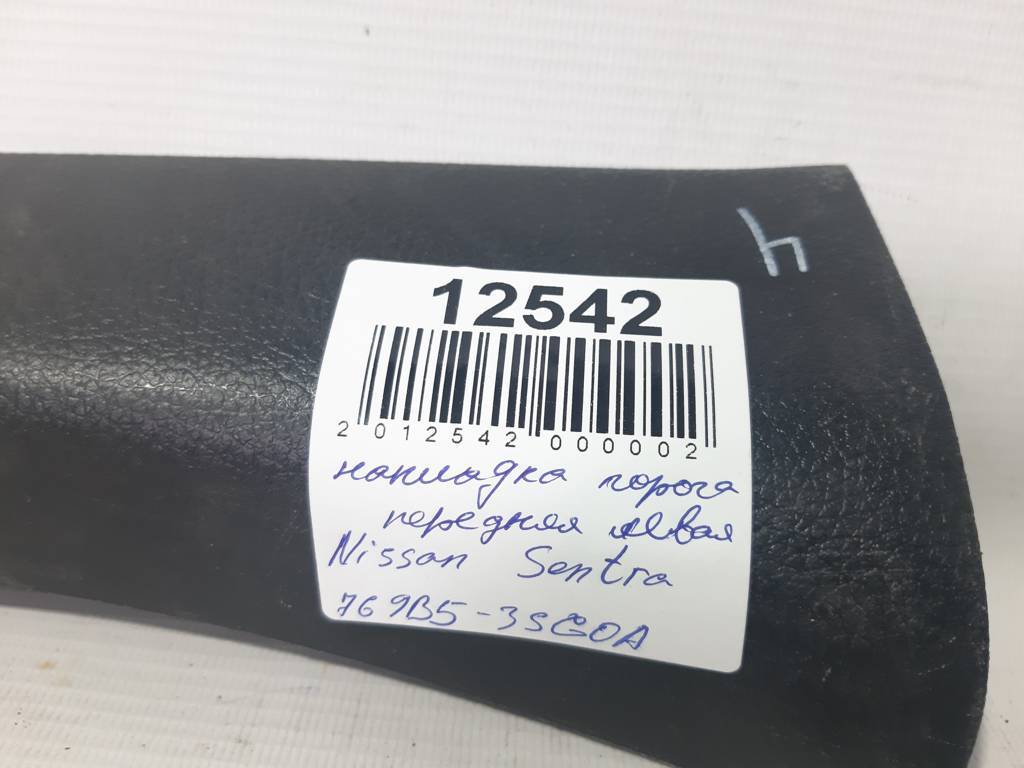 ч
12542
2 012542 000002
накладка порога
передняя левая
Nissan Sentra
769B5-3SG0A